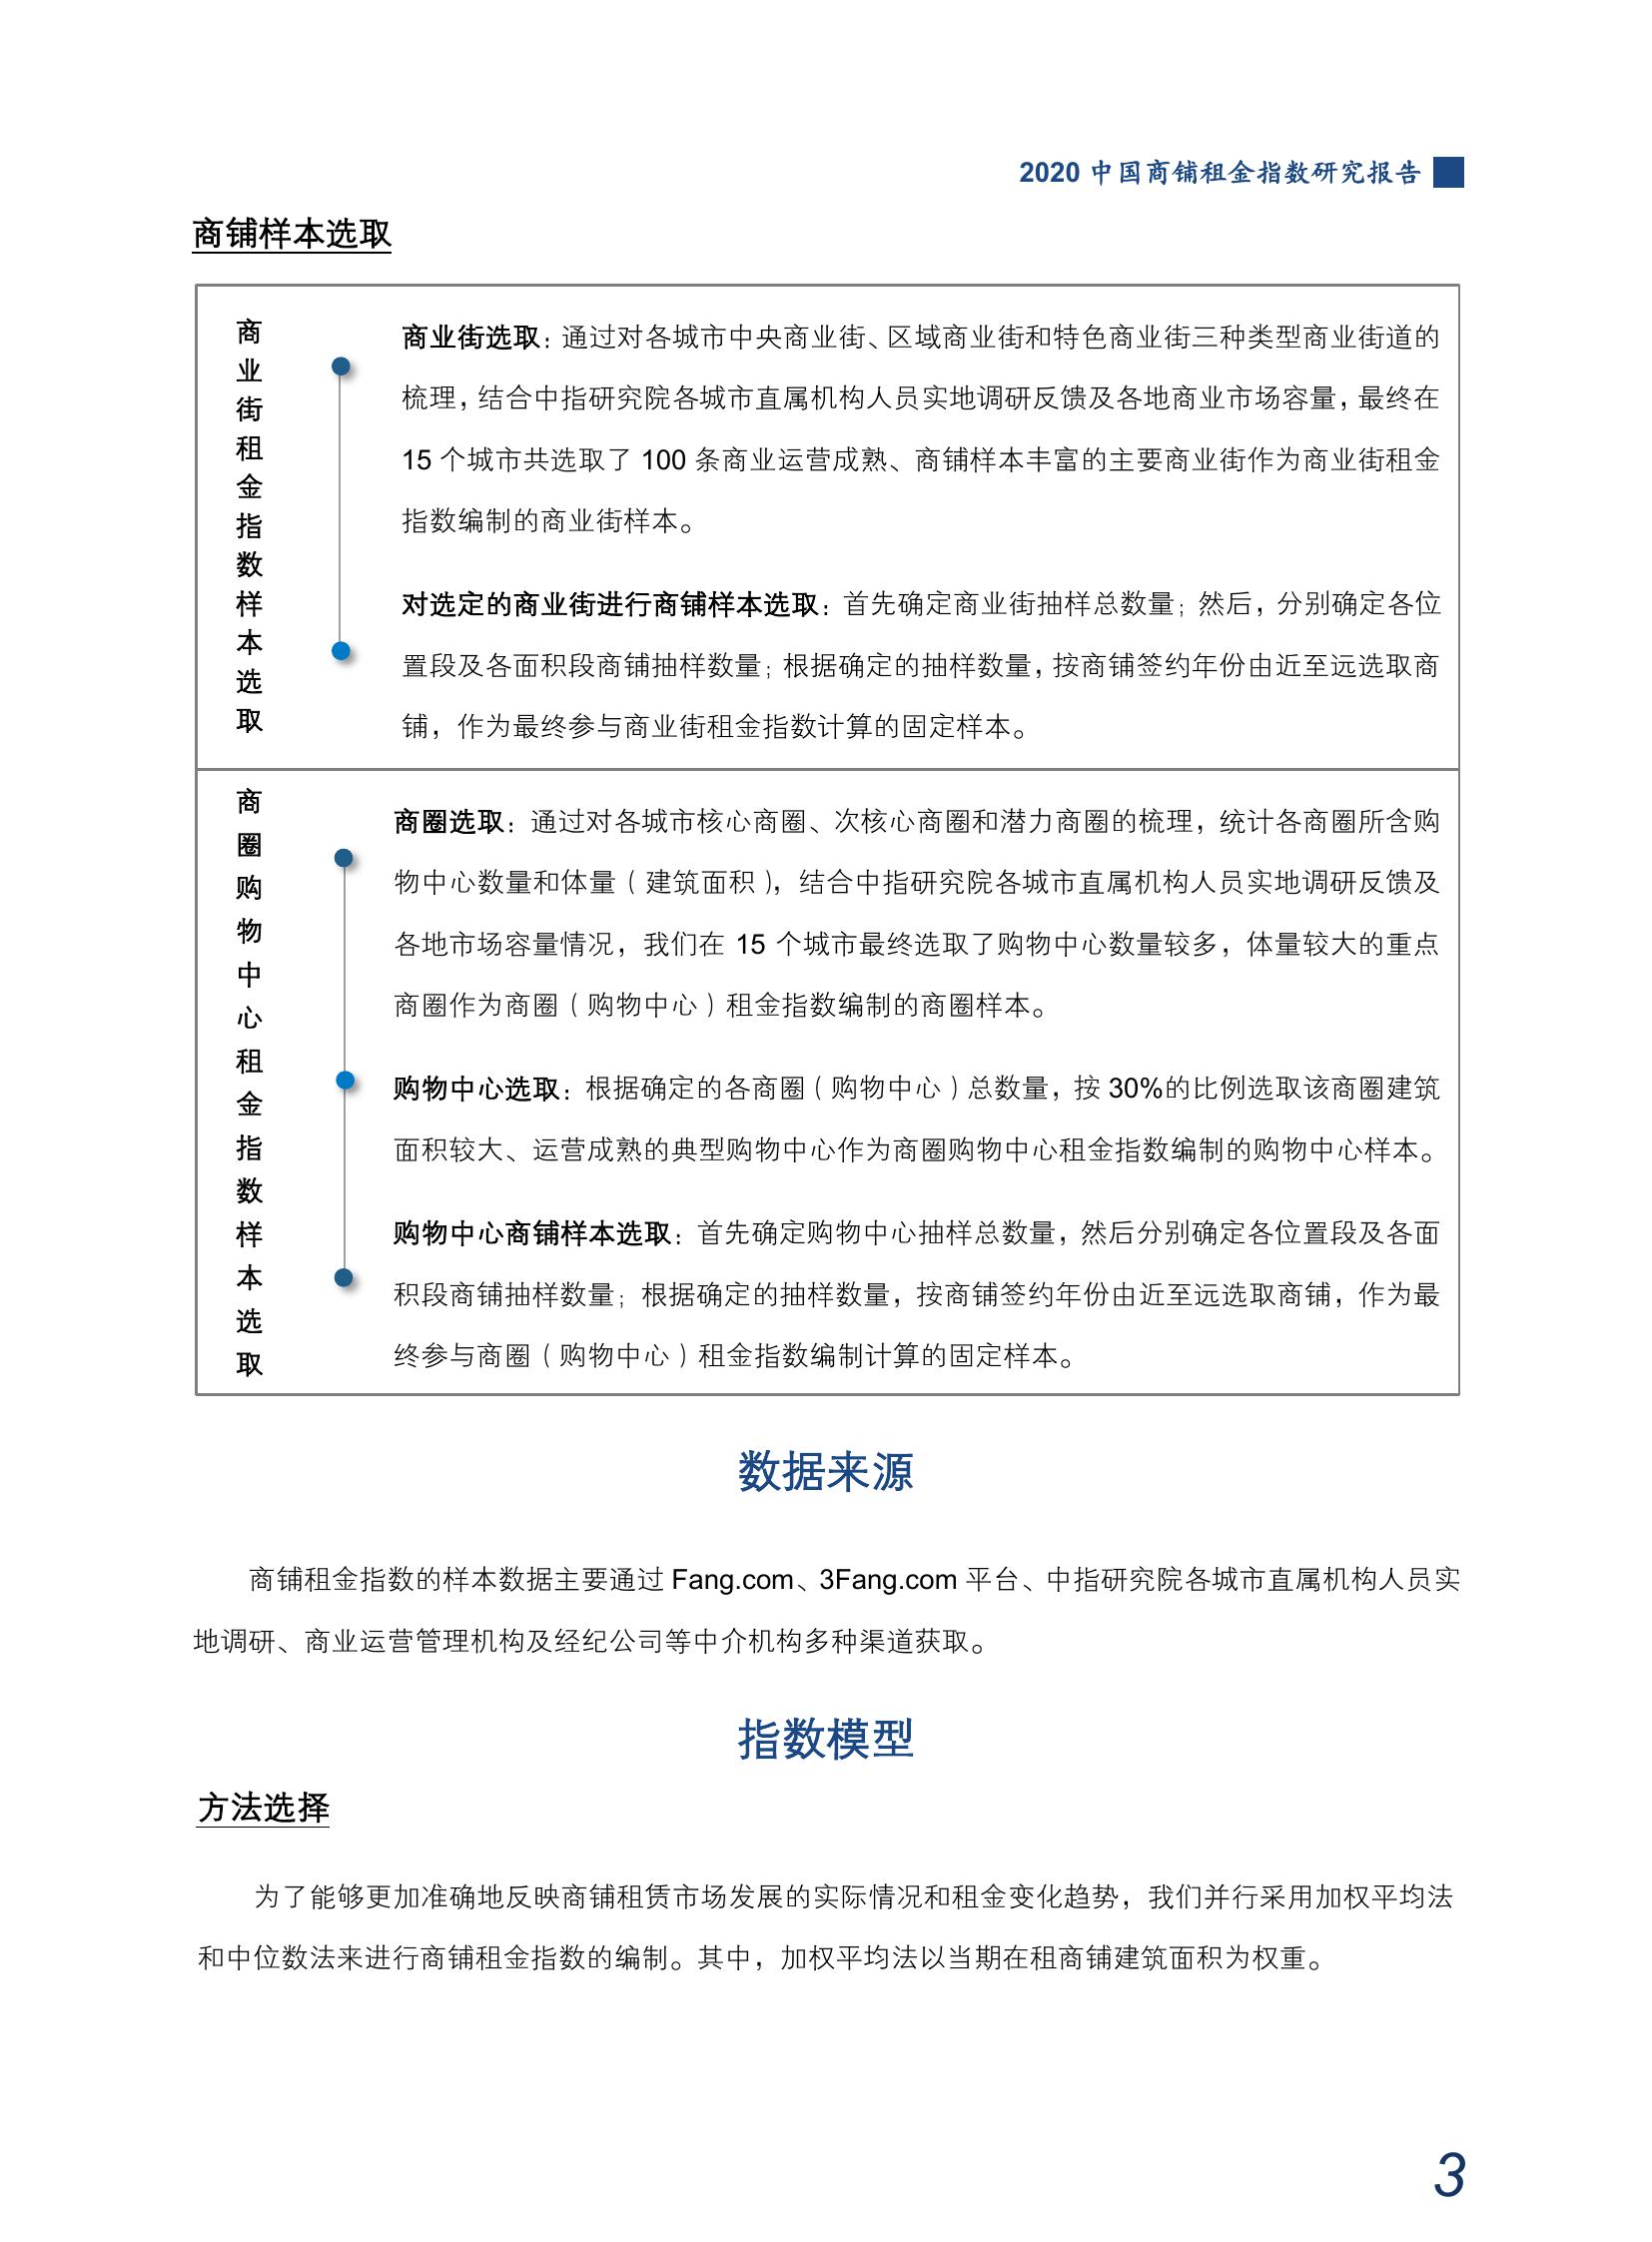 2020 中国商铺租金指数研究报告
商铺样本选取
商业街租金指数样本选取
商业街选取：通过对各城市中央商业街、区域商业街和特色商业街三种类型商业街道的
梳理，结合中指研究院各城市直属机构人员实地调研反馈及各地商业市场容量，最终在
15 个城市共选取了 100 条商业运营成熟、商铺样本丰富的主要商业街作为商业街租金
指数编制的商业街样本。
对选定的商业街进行商铺样本选取：首先确定商业街抽样总数量；然后，分别确定各位
置段及各面积段商铺抽样数量；根据确定的抽样数量，按商铺签约年份由近至远选取商
铺，作为最终参与商业街租金指数计算的固定样本。
商圈购物中心租金指数样本选取
商圈选取：通过对各城市核心商圈、次核心商圈和潜力商圈的梳理，统计各商圈所含购
物中心数量和体量（建筑面积），结合中指研究院各城市直属机构人员实地调研反馈及
各地市场容量情况，我们在 15 个城市最终选取了购物中心数量较多，体量较大的重点
商圈作为商圈（购物中心）租金指数编制的商圈样本。
购物中心选取：根据确定的各商圈（购物中心）总数量，按 30%的比例选取该商圈建筑
面积较大、运营成熟的典型购物中心作为商圈购物中心租金指数编制的购物中心样本。
购物中心商铺样本选取：首先确定购物中心抽样总数量，然后分别确定各位置段及各面
积段商铺抽样数量；根据确定的抽样数量，按商铺签约年份由近至远选取商铺，作为最
终参与商圈（购物中心）租金指数编制计算的固定样本。
数据来源
商铺租金指数的样本数据主要通过 Fang.com、3Fang.com 平台、中指研究院各城市直属机构人员实
地调研、商业运营管理机构及经纪公司等中介机构多种渠道获取。
指数模型
方法选择
为了能够更加准确地反映商铺租赁市场发展的实际情况和租金变化趋势，我们并行采用加权平均法
和中位数法来进行商铺租金指数的编制。其中，加权平均法以当期在租商铺建筑面积为权重。
3